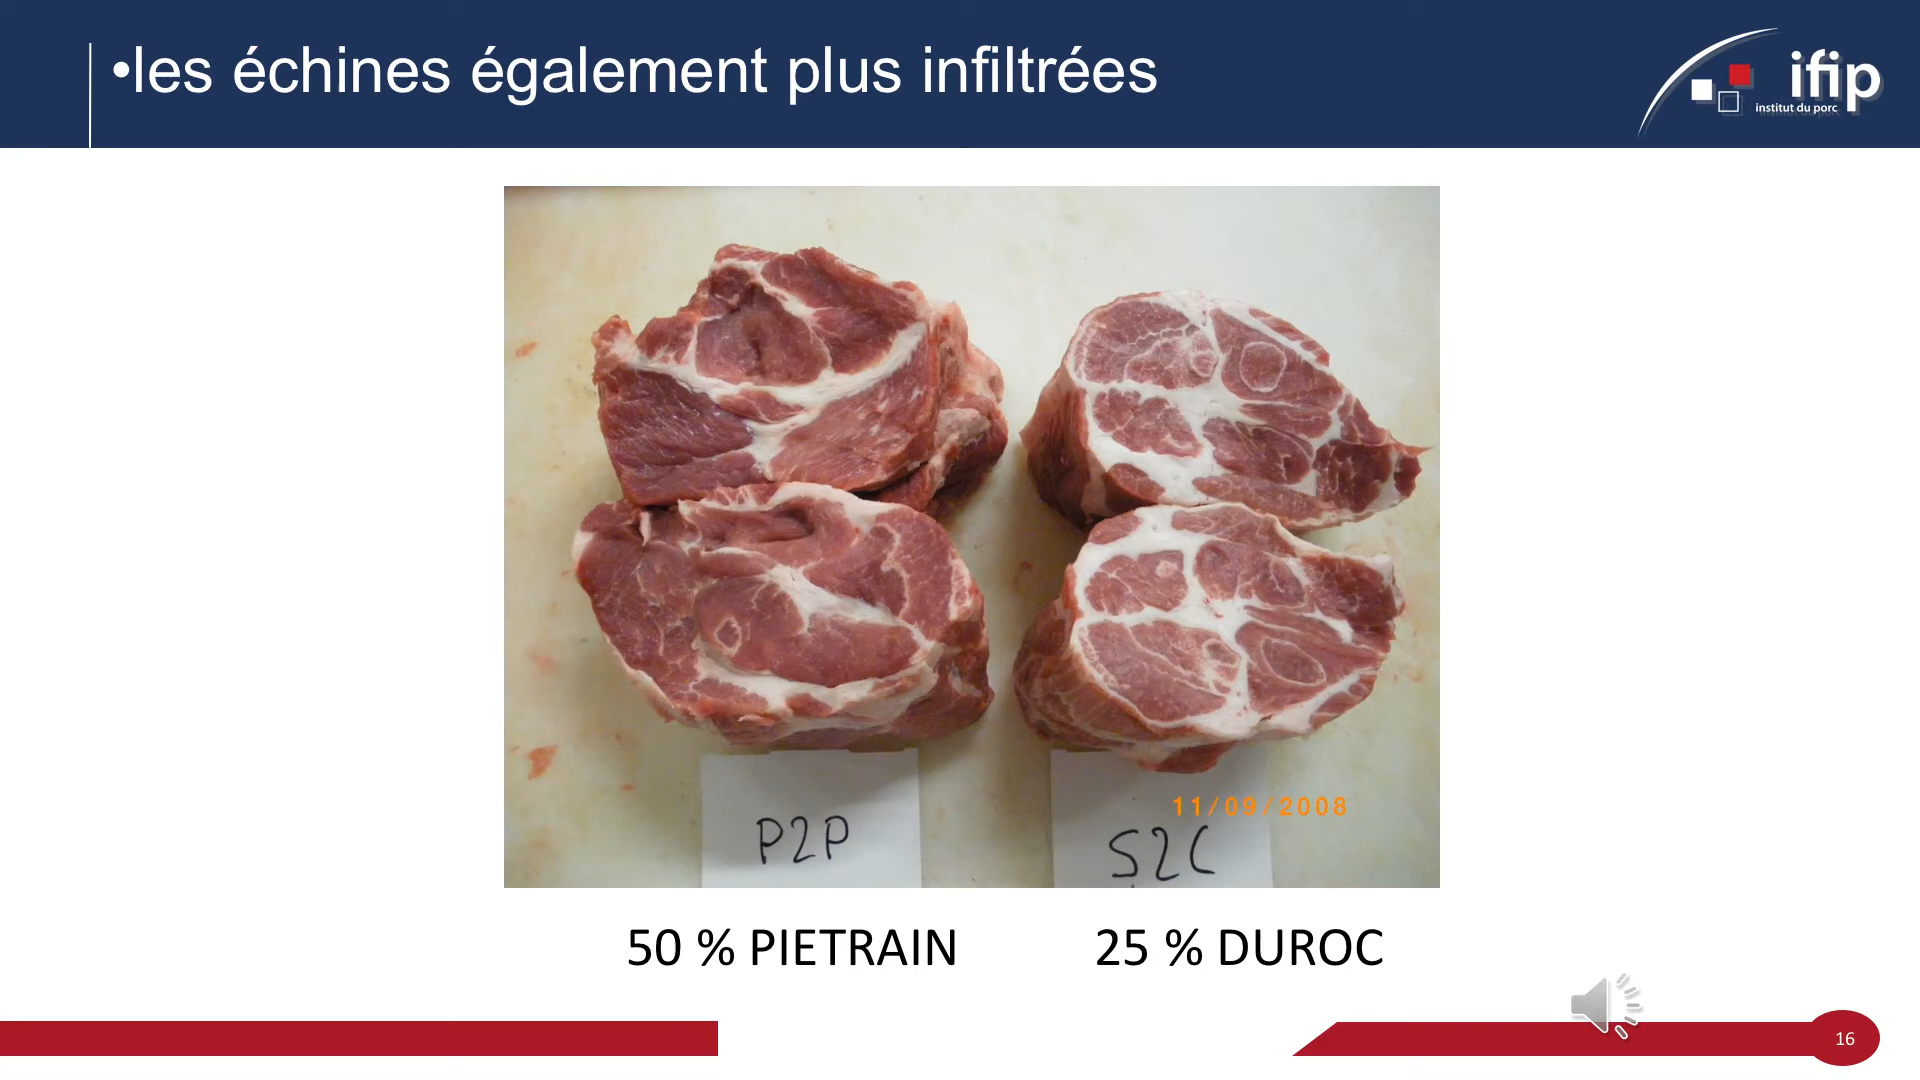 •les échines également plus infiltrées
ifip
institut du porc
11/09/2008
P2P
S2C
50 % PIETRAIN
25 % DUROC
16